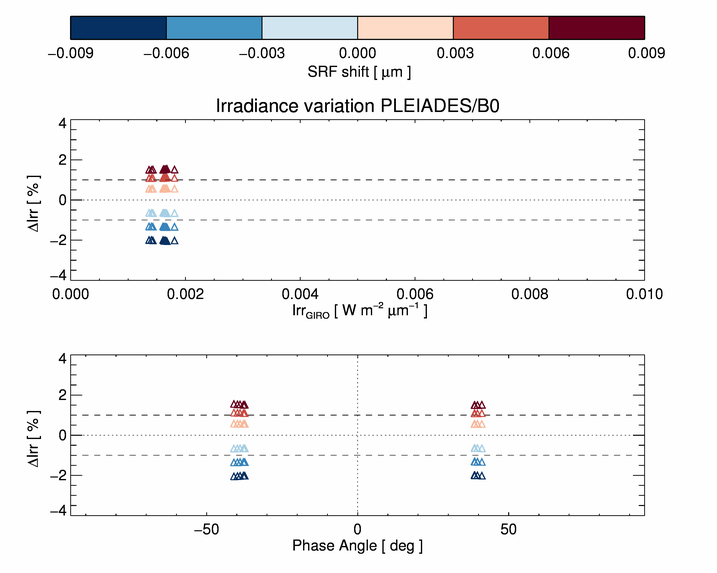 −0.009 −0.006 −0.003 0.000 0.003 0.006 0.009
SRF shift [ μm ]
Irradiance variation PLEIADES/B0
4
2
0
−2
−4
ΔIrr [ % ]
0.000 0.002 0.004 0.006 0.008 0.010
Irr_GIRO [ W m⁻² μm⁻¹ ]
4
2
0
−2
−4
ΔIrr [ % ]
−50 0 50
Phase Angle [ deg ]